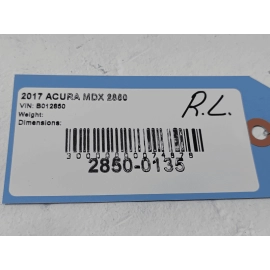 2017 ACURA MDX 2850
VIN: B012850
Weight:
Dimensions:
R.L.
2850-0135